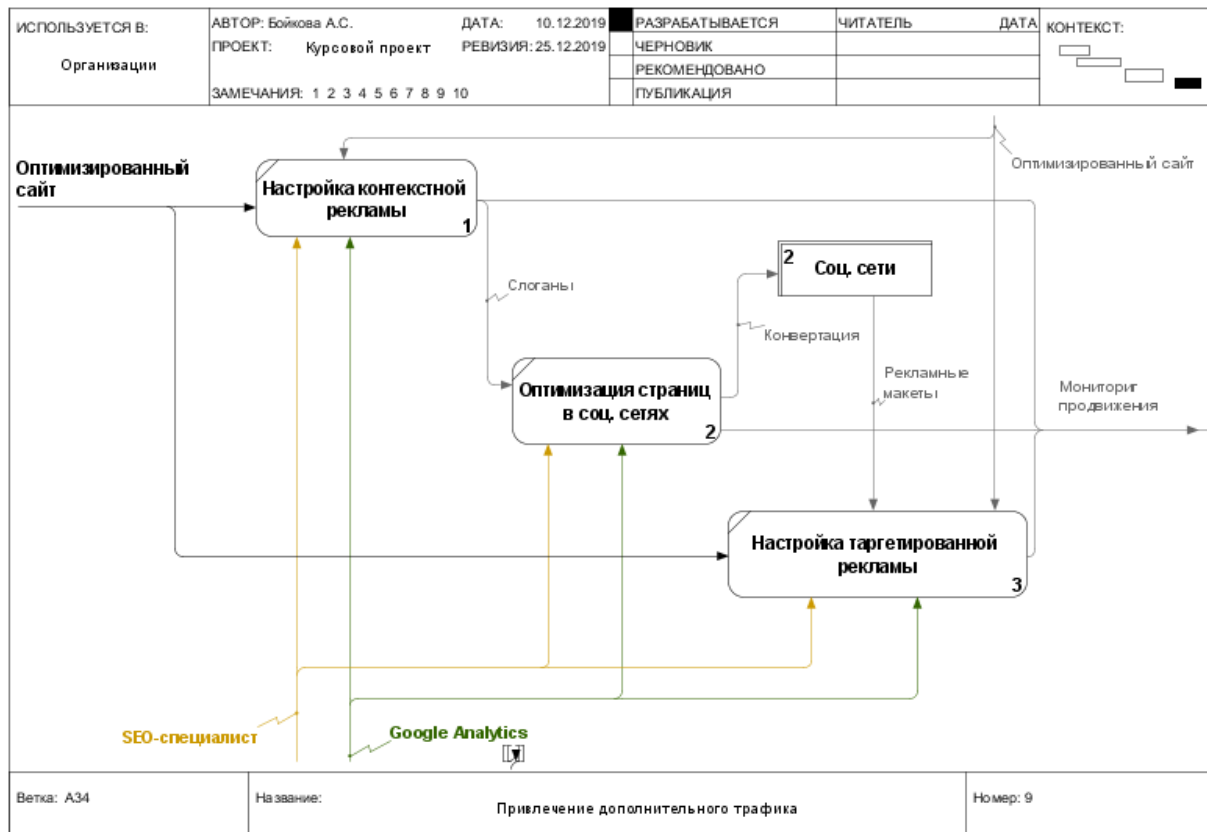 ИСПОЛЬЗУЕТСЯ В:
Организации
АВТОР: Бойкова А.С.
ДАТА: 10.12.2019
ПРОЕКТ: Курсовой проект
РЕВИЗИЯ: 25.12.2019
ЗАМЕЧАНИЯ: 1 2 3 4 5 6 7 8 9 10
РАЗРАБАТЫВАЕТСЯ
ЧЕРНОВИК
РЕКОМЕНДОВАНО
ПУБЛИКАЦИЯ
ЧИТАТЕЛЬ
ДАТА
КОНТЕКСТ:
Оптимизированный
сайт
Настройка контекстной
рекламы
1
Оптимизированный сайт
2
Соц. сети
Слоганы
Конвертация
Оптимизация страниц
в соц. сетях
2
Рекламные
макеты
Мониториг
продвижения
Настройка таргетированной
рекламы
3
SEO-специалист
Google Analytics
Ветка: A34
Название:
Привлечение дополнительного трафика
Номер: 9